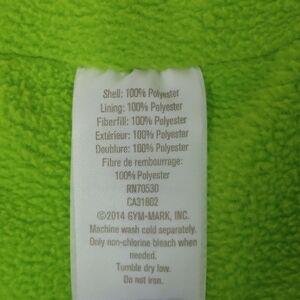 Shell: 100% Polyester
Lining: 100% Polyester
Fiberfill: 100% Polyester
Extérieur: 100% Polyester
Doublure: 100% Polyester
Fibre de rembourrage:
100% Polyester
RN70530
CA31802
©2014 GYM-MARK, INC.
Machine wash cold separately.
Only non-chlorine bleach when
needed.
Tumble dry low.
Do not iron.